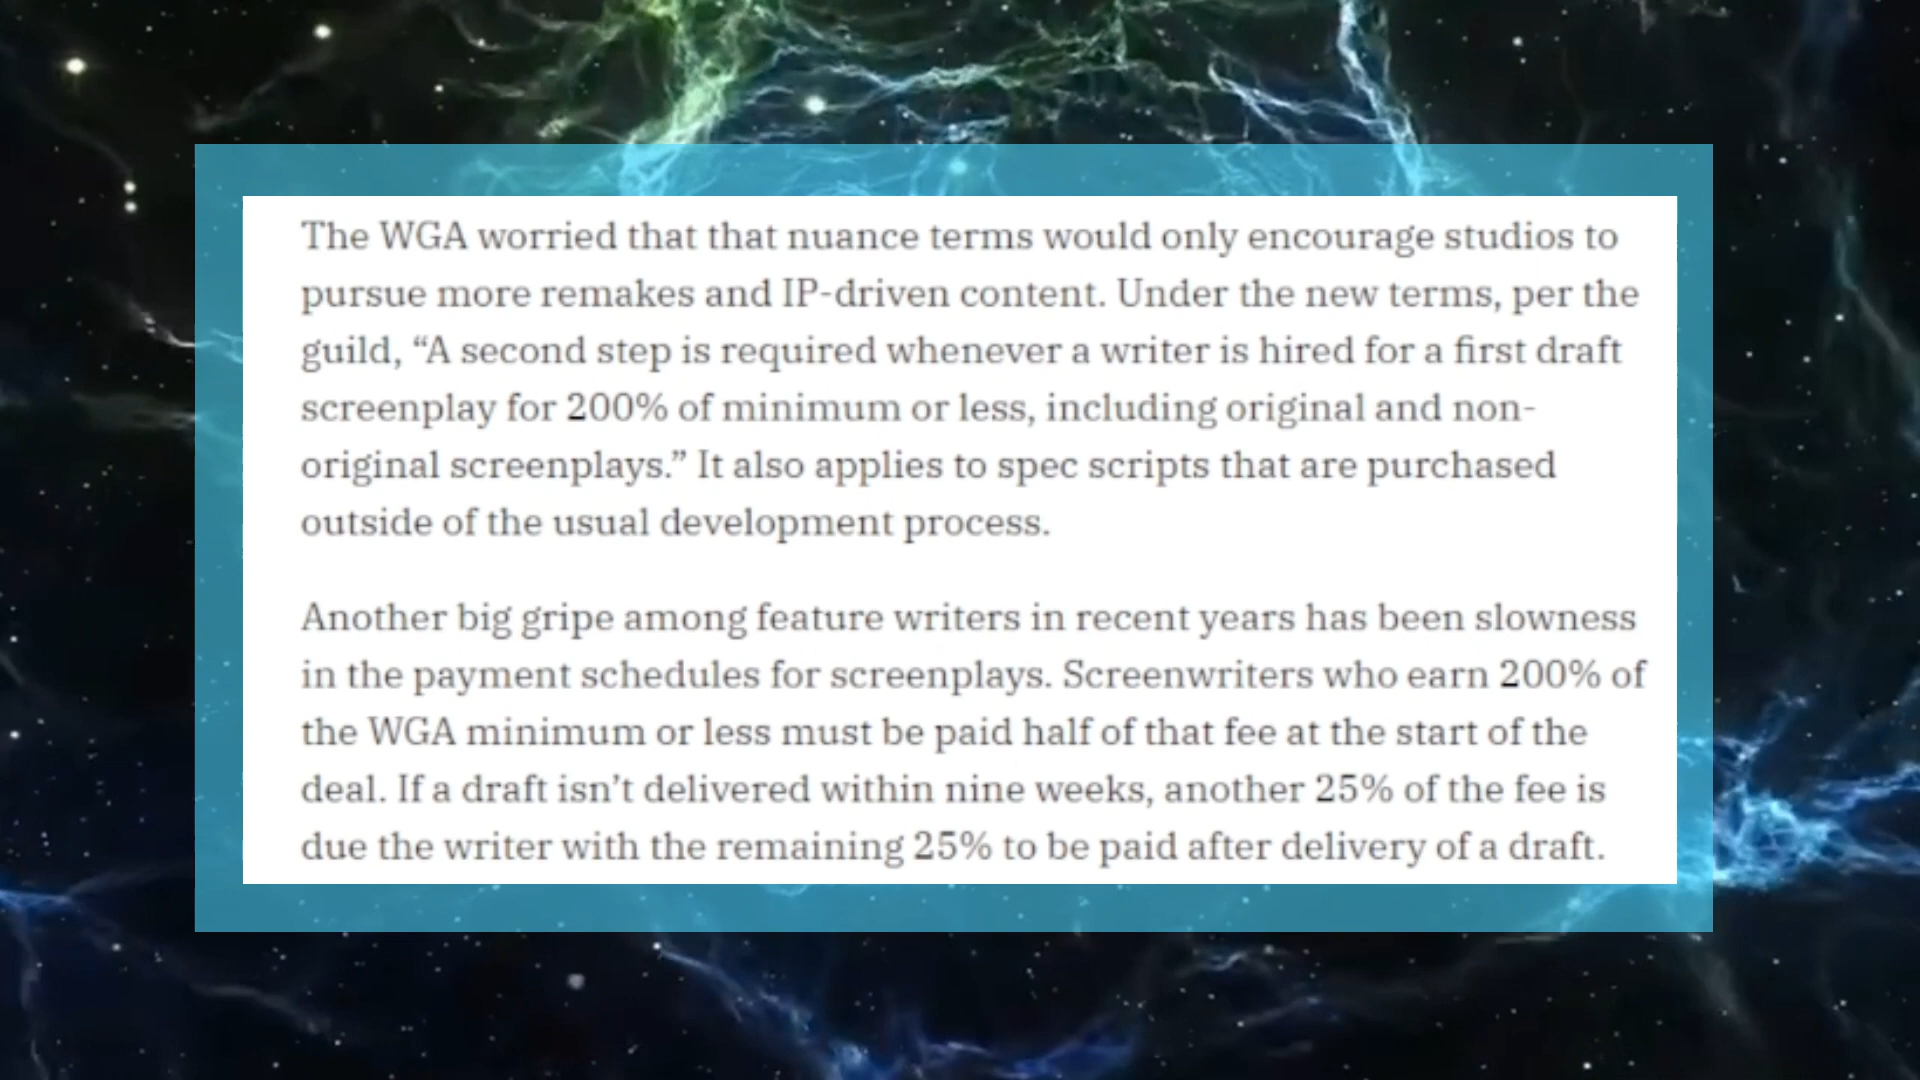 The WGA worried that that nuance terms would only encourage studios to
pursue more remakes and IP-driven content. Under the new terms, per the
guild, “A second step is required whenever a writer is hired for a first draft
screenplay for 200% of minimum or less, including original and non-
original screenplays.” It also applies to spec scripts that are purchased
outside of the usual development process.
Another big gripe among feature writers in recent years has been slowness
in the payment schedules for screenplays. Screenwriters who earn 200% of
the WGA minimum or less must be paid half of that fee at the start of the
deal. If a draft isn’t delivered within nine weeks, another 25% of the fee is
due the writer with the remaining 25% to be paid after delivery of a draft.